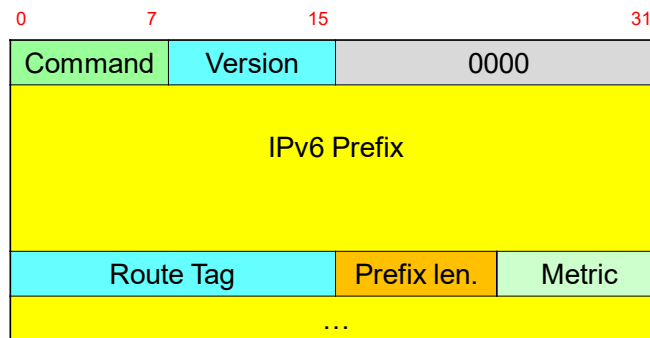 0 7 15 31
Command Version 0000
IPv6 Prefix
Route Tag Prefix len. Metric
…